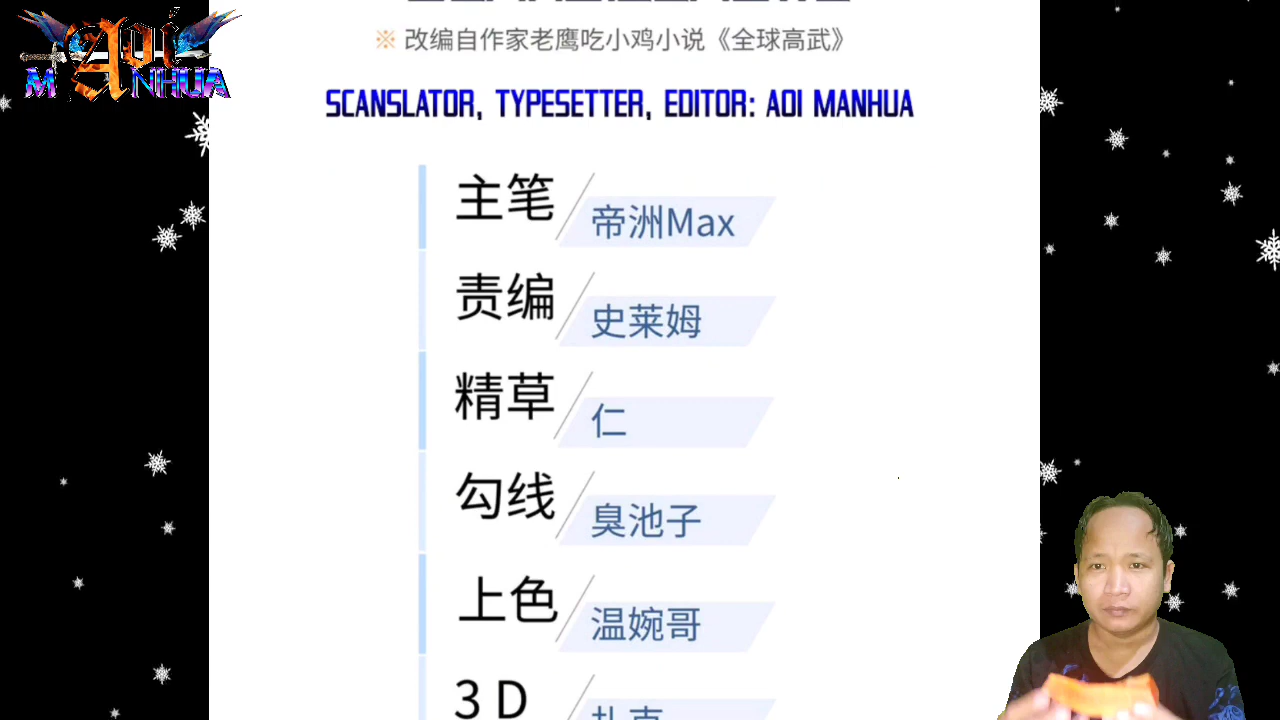 Aoi
MANHUA
※ 改编自作家老鹰吃小鸡小说《全球高武》
SCANSLATOR, TYPESETTER, EDITOR: AOI MANHUA
主笔 帝洲Max
责编 史莱姆
精草 仁
勾线 臭池子
上色 温婉哥
3D